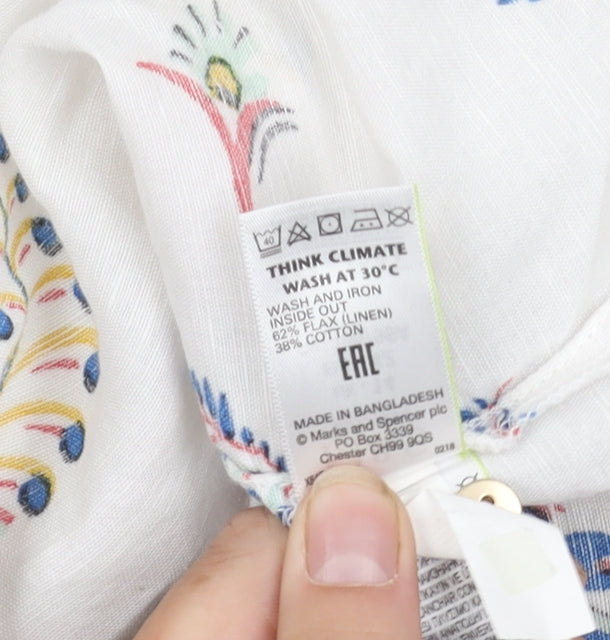 40
THINK CLIMATE
WASH AT 30°C
WASH AND IRON
INSIDE OUT
62% FLAX (LINEN)
38% COTTON
EAC
MADE IN BANGLADESH
© Marks and Spencer plc
PO Box 3339
Chester CH99 9QS
0218